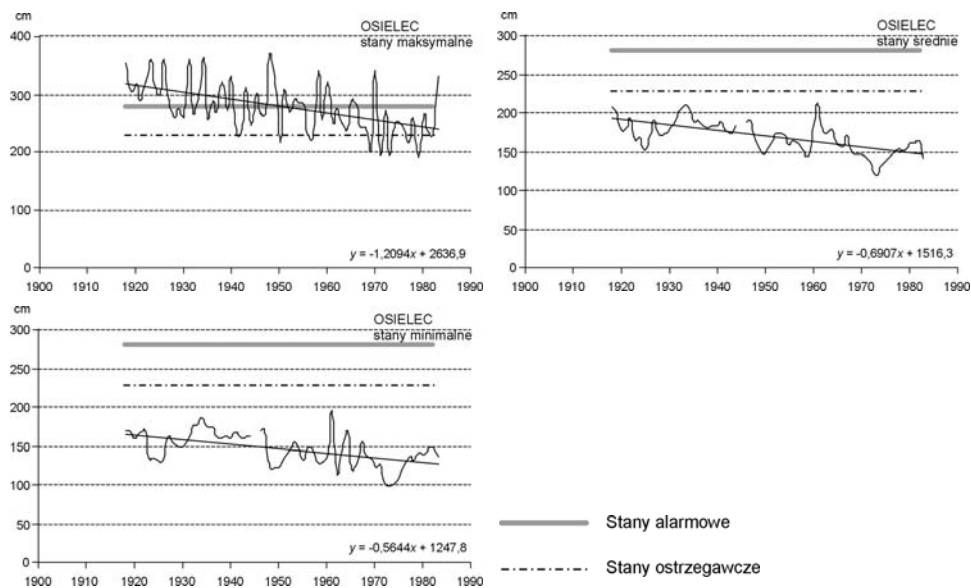 cm
OSIELEC
stany maksymalne
400
300
200
100
0
y = -1,2094x + 2636,9
1900 1910 1920 1930 1940 1950 1960 1970 1980 1990
cm
OSIELEC
stany średnie
300
250
200
150
100
50
0
y = -0,6907x + 1516,3
1900 1910 1920 1930 1940 1950 1960 1970 1980 1990
cm
OSIELEC
stany minimalne
300
250
200
150
100
50
0
y = -0,5644x + 1247,8
1900 1910 1920 1930 1940 1950 1960 1970 1980 1990
Stany alarmowe
Stany ostrzegawcze